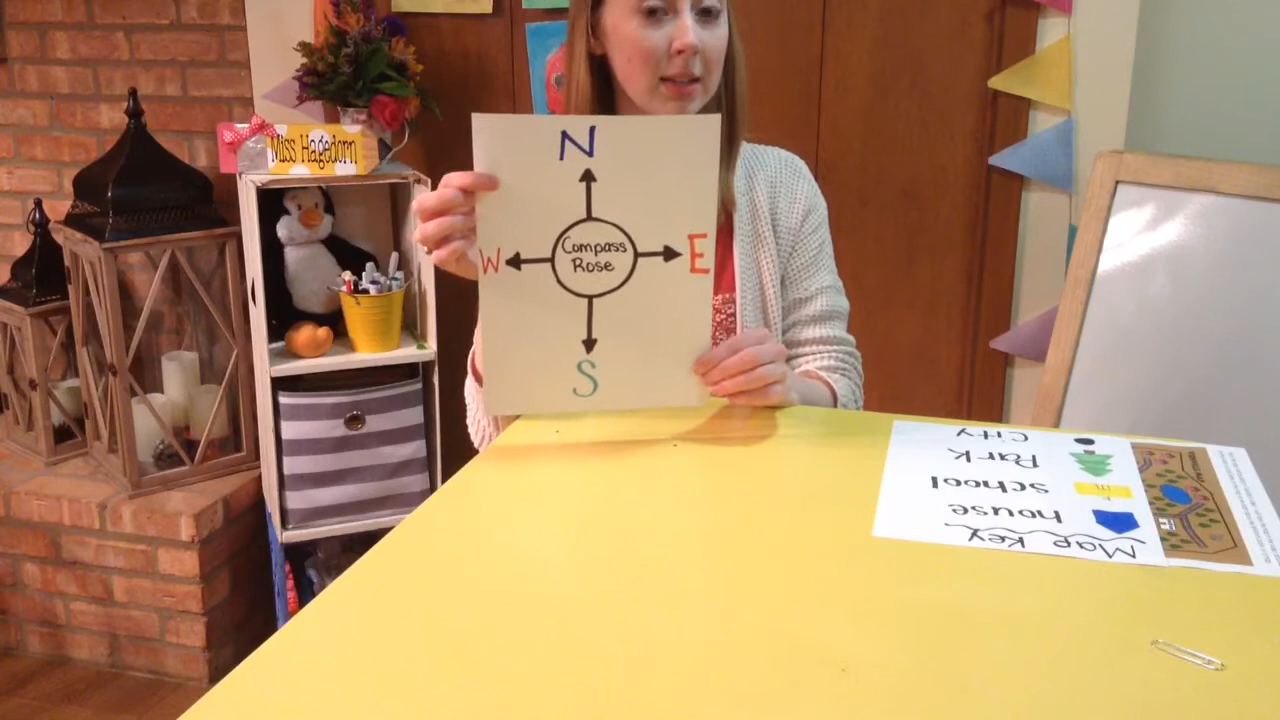 Miss Hagedorn
N
W
Compass
Rose
E
S
Map Key
house
school
Park
City